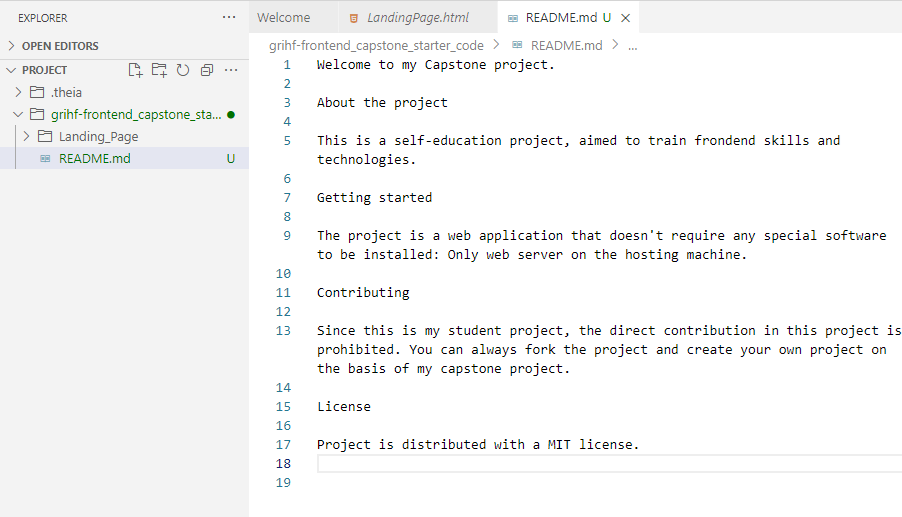 EXPLORER
OPEN EDITORS
PROJECT
.theia
grihf-frontend_capstone_sta...
Landing_Page
README.md U
Welcome LandingPage.html README.md U
grihf-frontend_capstone_starter_code > README.md > ...
1 Welcome to my Capstone project.
2
3 About the project
4
5 This is a self-education project, aimed to train frondend skills and
technologies.
6
7 Getting started
8
9 The project is a web application that doesn't require any special software
to be installed: Only web server on the hosting machine.
10
11 Contributing
12
13 Since this is my student project, the direct contribution in this project is
prohibited. You can always fork the project and create your own project on
the basis of my capstone project.
14
15 License
16
17 Project is distributed with a MIT license.
18
19